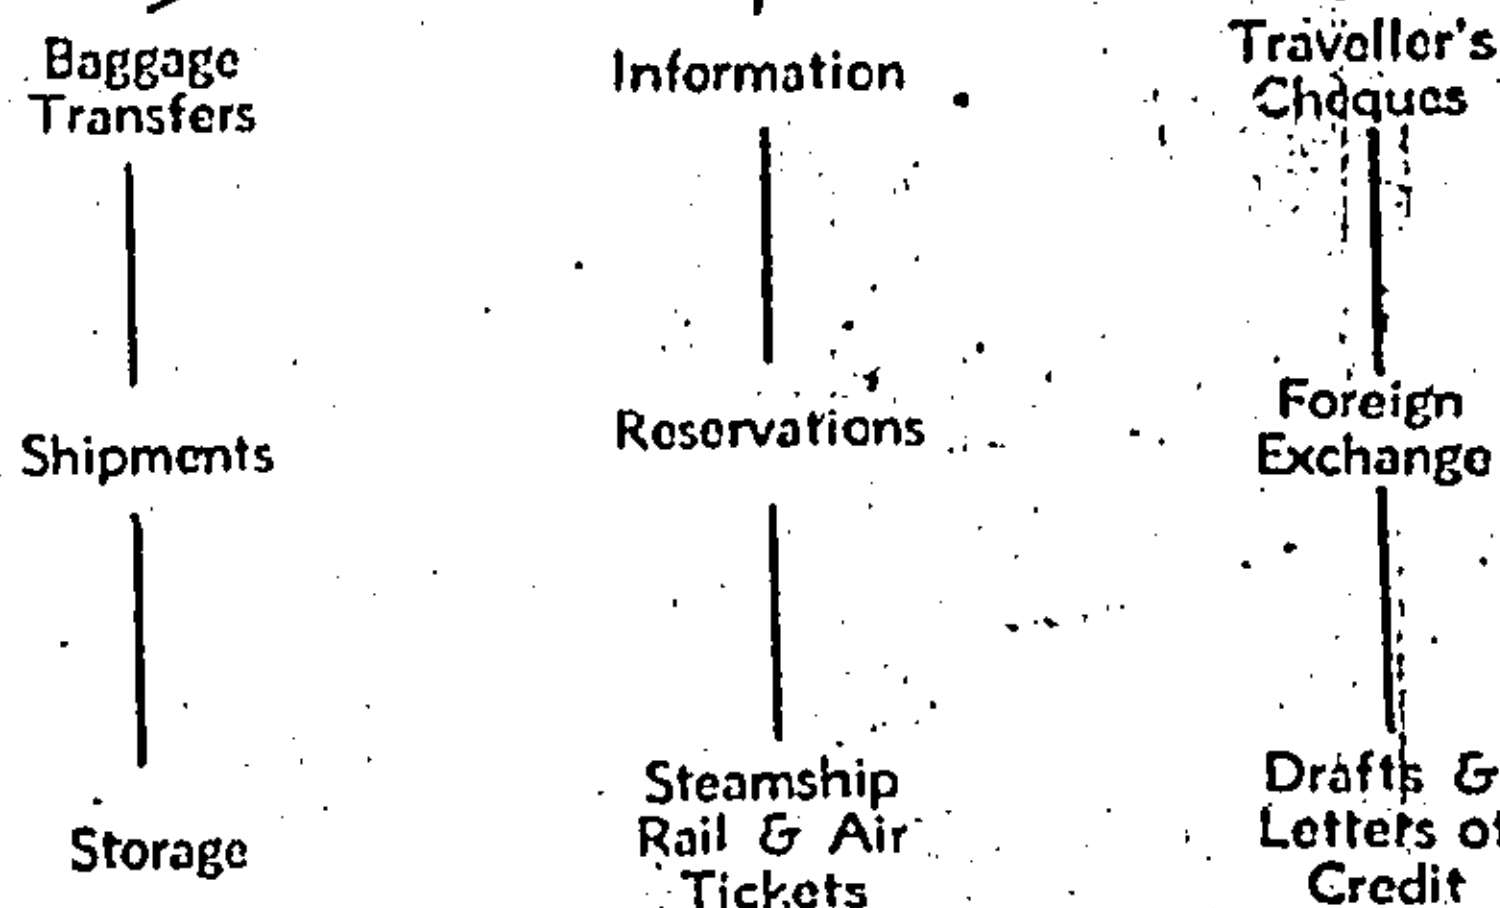 Baggage
Transfers
Shipments
Storage
Information
Reservations
Steamship
Rail & Air
Tickets
Traveller's
Cheques
Foreign
Exchange
Drafts &
Letters of
Credit